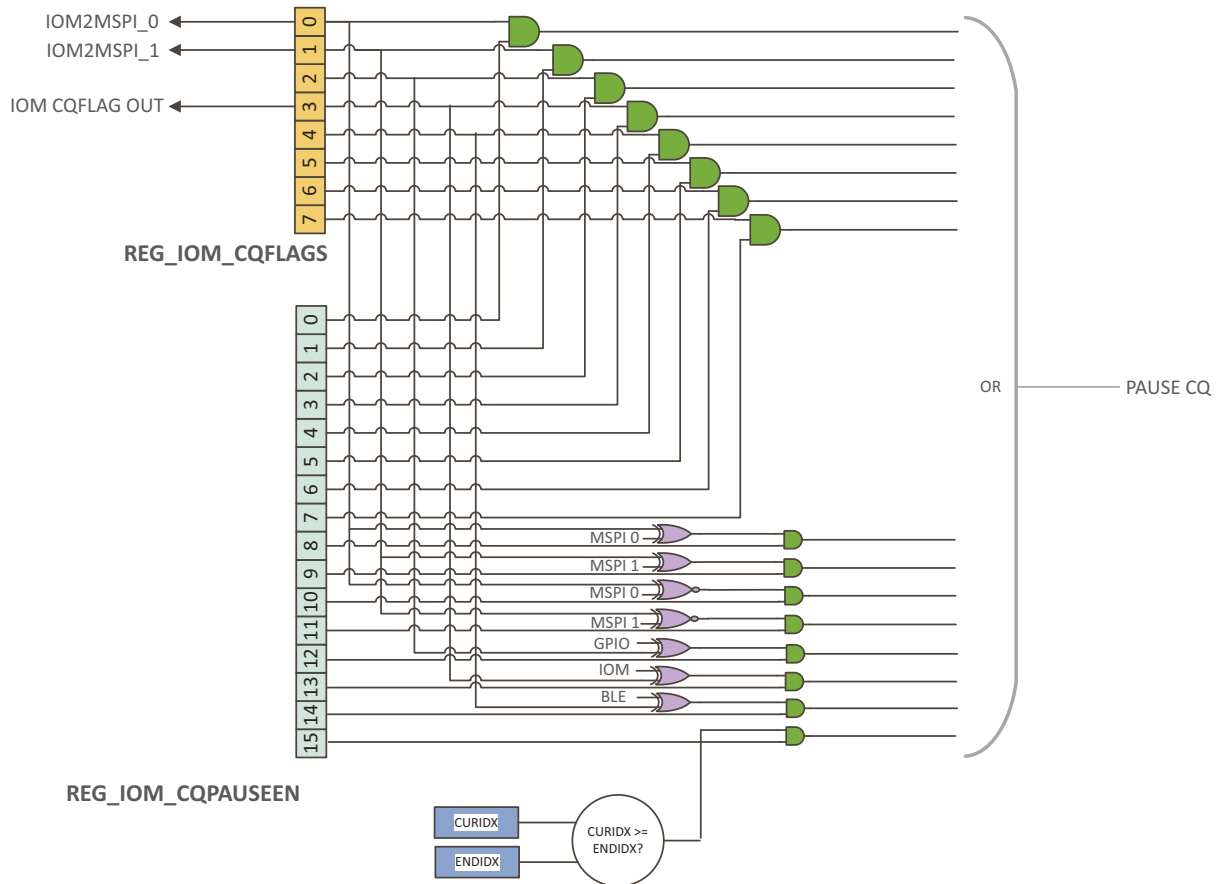 IOM2MSPI_0
IOM2MSPI_1
IOM CQFLAG OUT
0
1
2
3
4
5
6
7
REG_IOM_CQFLAGS
0
1
2
3
4
5
6
7
8
9
10
11
12
13
14
15
REG_IOM_CQPAUSEEN
MSPI 0
MSPI 1
MSPI 0
MSPI 1
GPIO
IOM
BLE
CURIDX
ENDIDX
CURIDX >=
ENDIDX?
OR
PAUSE CQ